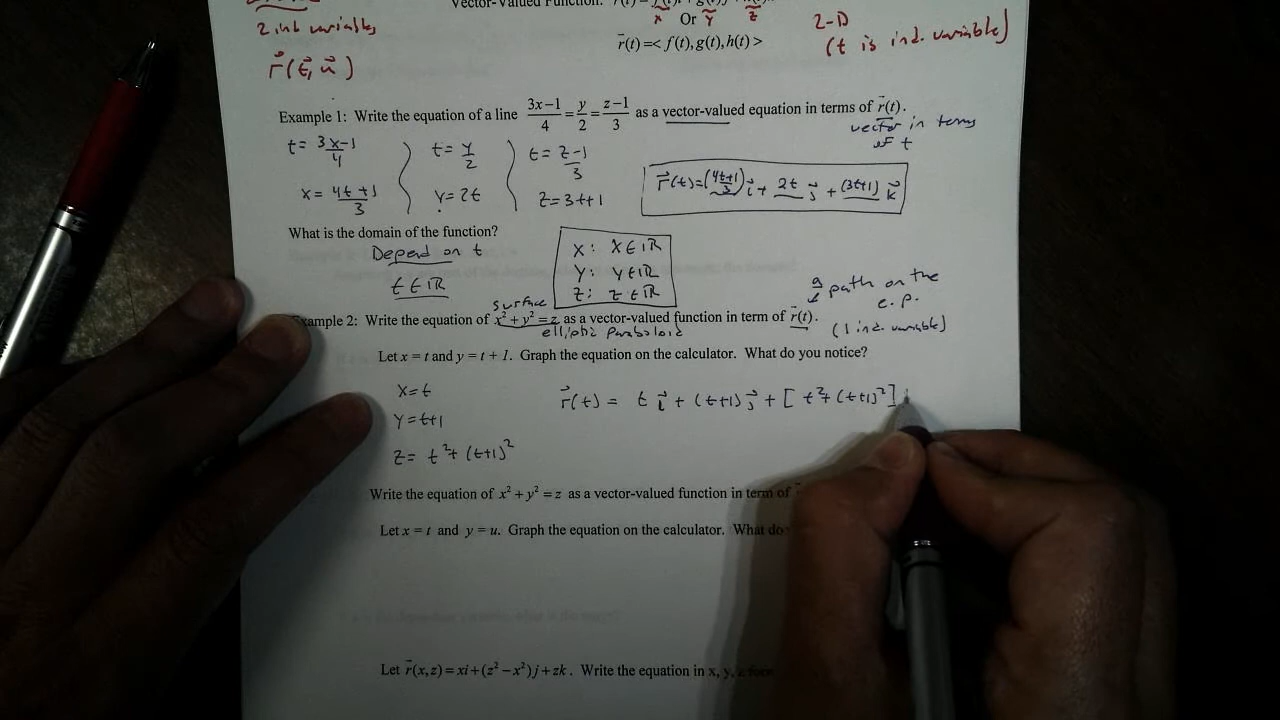 Vector-Valued Function:
x Or y z
2 ind variables
2-D
r(t) = < f(t), g(t), h(t) >
(t is ind. variable)
r(t, u)
Example 1: Write the equation of a line (3x-1)/4 = y/2 = (z-1)/3 as a vector-valued equation in terms of r(t).
vector in terms
of t
t = (3x-1)/4 t = y/2 t = (z-1)/3
r(t) = ((4t+1)/3) i + 2t j + (3t+1) k
x = (4t+1)/3 y = 2t z = 3t+1
What is the domain of the function?
Depend on t
t ∈ ℝ
x: x ∈ ℝ
y: y ∈ ℝ
z: z ∈ ℝ
surface
a path on the
e.p.
(1 ind. variable)
Example 2: Write the equation of x² + y² = z as a vector-valued function in term of r(t).
elliptic paraboloid
Let x = t and y = t + 1. Graph the equation on the calculator. What do you notice?
x = t
r(t) = t i + (t+1) j + [ t² + (t+1)² ]
y = t+1
z = t² + (t+1)²
Write the equation of x² + y² = z as a vector-valued function in term of
Let x = t and y = u. Graph the equation on the calculator. What do
Let r(x, z) = xi + (z² − x²)j + zk. Write the equation in x, y,